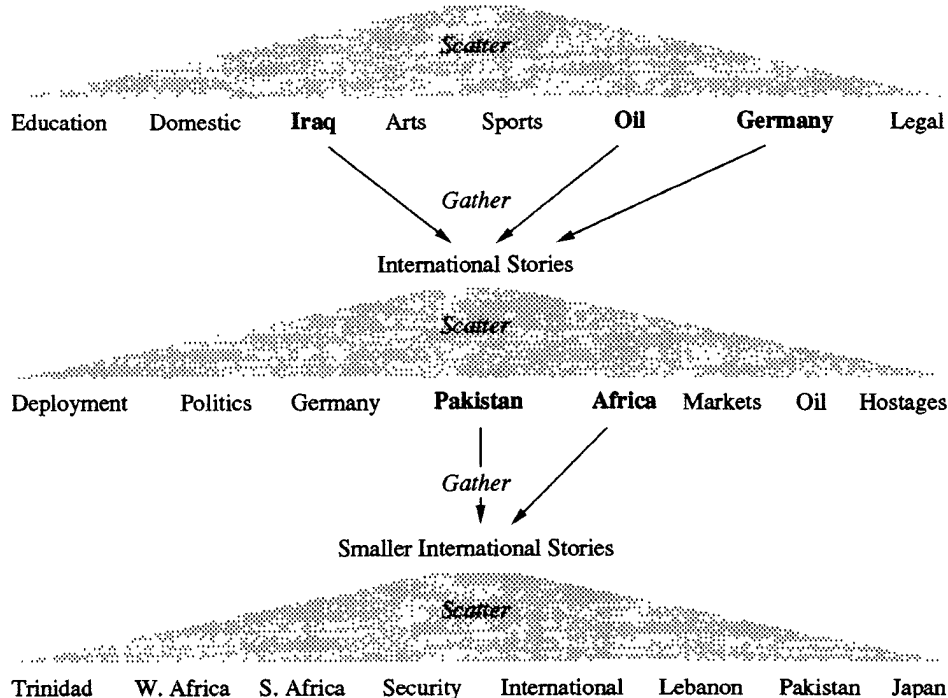 Scatter
Education Domestic Iraq Arts Sports Oil Germany Legal
Gather
International Stories
Scatter
Deployment Politics Germany Pakistan Africa Markets Oil Hostages
Gather
Smaller International Stories
Scatter
Trinidad W. Africa S. Africa Security International Lebanon Pakistan Japan